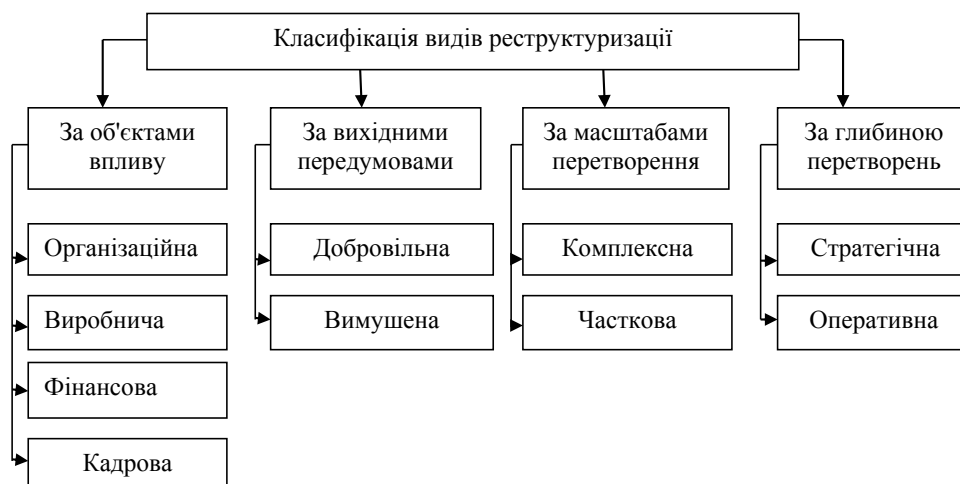 Класифікація видів реструктуризації
За об'єктами
впливу
Організаційна
Виробнича
Фінансова
Кадрова
За вихідними
передумовами
Добровільна
Вимушена
За масштабами
перетворення
Комплексна
Часткова
За глибиною
перетворень
Стратегічна
Оперативна